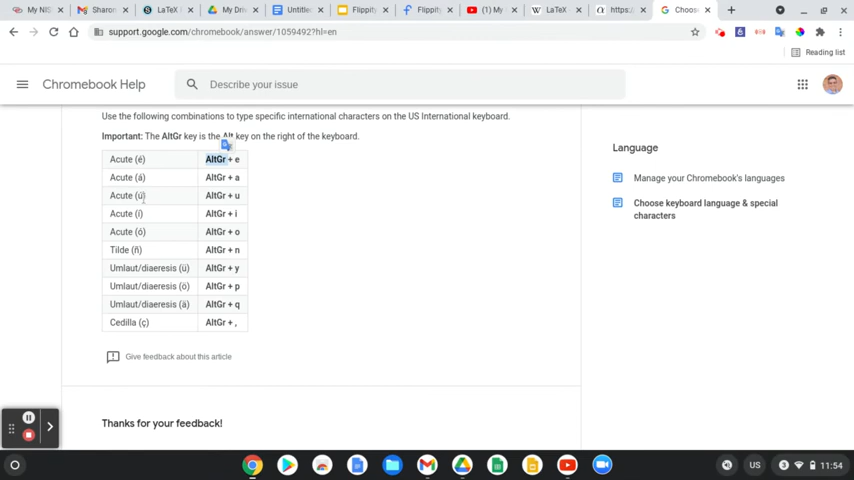 My NIS
Sharon
LaTeX
My Driv
Untitled
Flippity
Flippity
(1) My
LaTeX -
https:/
Choos
support.google.com/chromebook/answer/1059492?hl=en
Reading list
Chromebook Help
Describe your issue
Use the following combinations to type specific international characters on the US International keyboard.
Important: The AltGr key is the Alt key on the right of the keyboard.
Acute (é) AltGr + e
Acute (á) AltGr + a
Acute (ú) AltGr + u
Acute (í) AltGr + i
Acute (ó) AltGr + o
Tilde (ñ) AltGr + n
Umlaut/diaeresis (ü) AltGr + y
Umlaut/diaeresis (ö) AltGr + p
Umlaut/diaeresis (ä) AltGr + q
Cedilla (ç) AltGr + ,
Give feedback about this article
Thanks for your feedback!
Language
Manage your Chromebook's languages
Choose keyboard language & special
characters
US
3
11:54